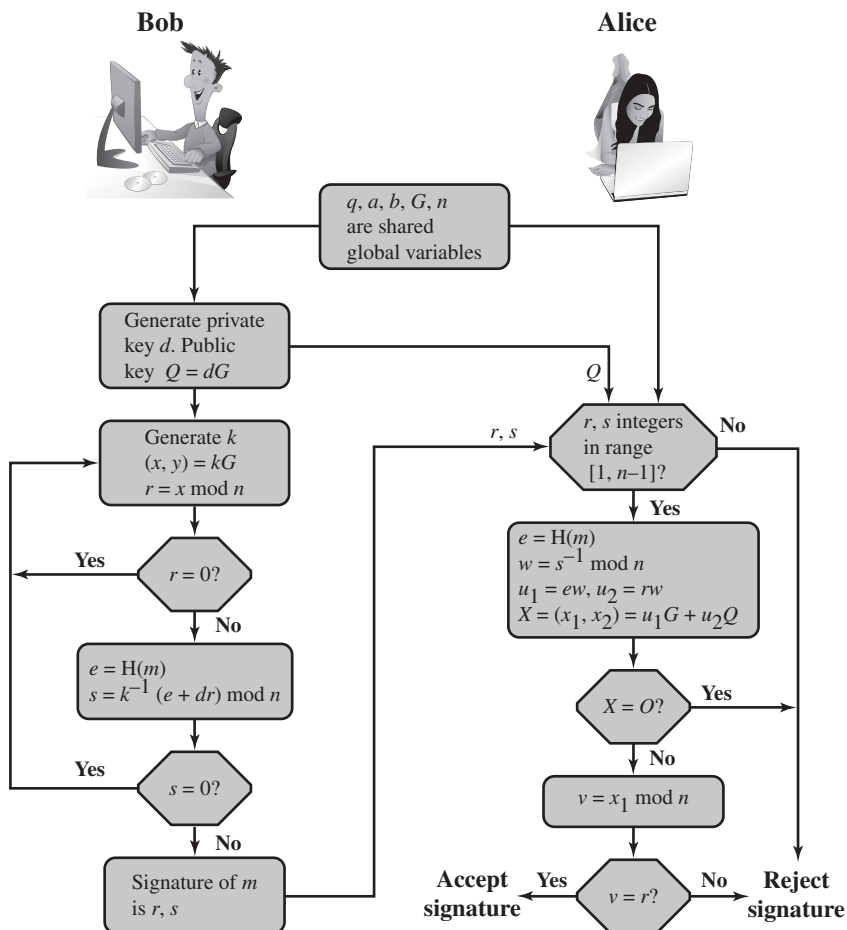 Bob
Alice
q, a, b, G, n
are shared
global variables
Generate private
key d. Public
key Q = dG
Q
Generate k
(x, y) = kG
r = x mod n
r, s
r, s integers
in range
[1, n–1]?
No
Yes
Yes
r = 0?
No
e = H(m)
w = s⁻¹ mod n
u₁ = ew, u₂ = rw
X = (x₁, x₂) = u₁G + u₂Q
e = H(m)
s = k⁻¹ (e + dr) mod n
X = O?
Yes
No
Yes
s = 0?
No
v = x₁ mod n
Signature of m
is r, s
Accept
signature
Yes
v = r?
No
Reject
signature